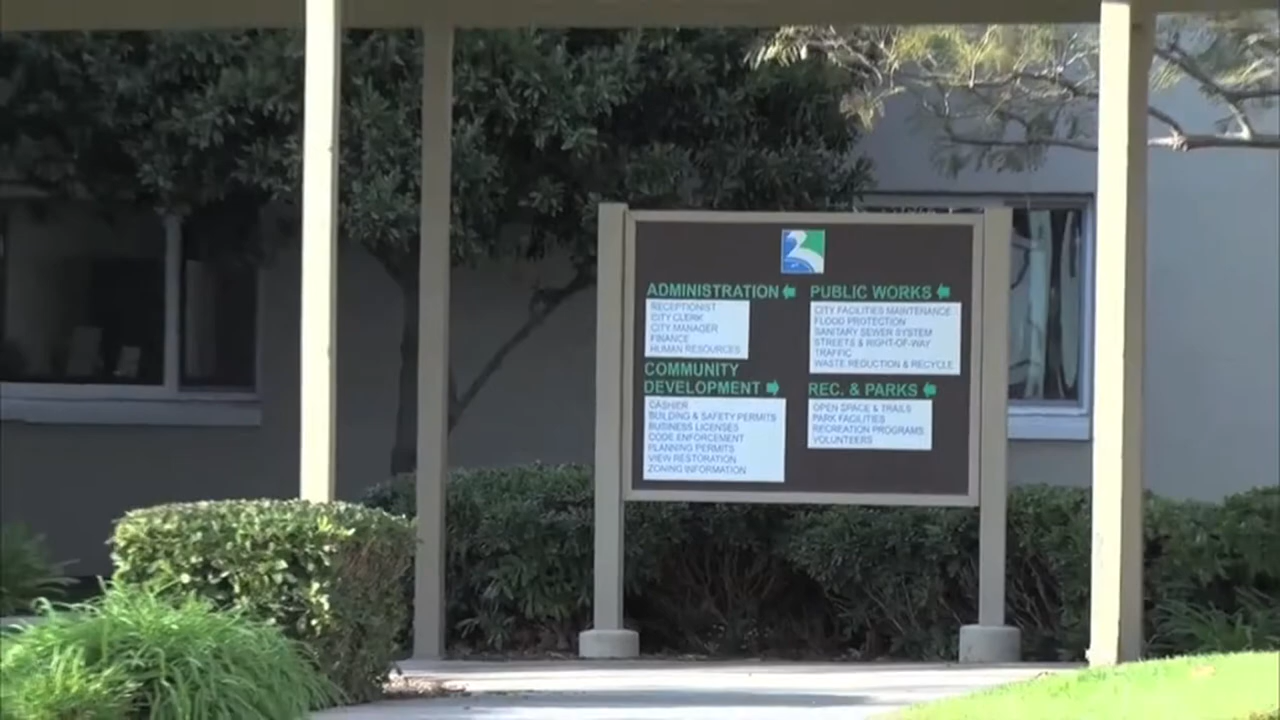 ADMINISTRATION
RECEPTIONIST
CITY CLERK
CITY MANAGER
FINANCE
HUMAN RESOURCES
COMMUNITY
DEVELOPMENT
CASHIER
BUILDING & SAFETY PERMITS
BUSINESS LICENSES
CODE ENFORCEMENT
PLANNING PERMITS
VIEW RESTORATION
ZONING INFORMATION
PUBLIC WORKS
CITY FACILITIES MAINTENANCE
FLOOD PROTECTION
SANITARY SEWER SYSTEM
STREETS & RIGHT-OF-WAY
TRAFFIC
WASTE REDUCTION & RECYCLE
REC. & PARKS
OPEN SPACE & TRAILS
PARK FACILITIES
RECREATION PROGRAMS
VOLUNTEERS